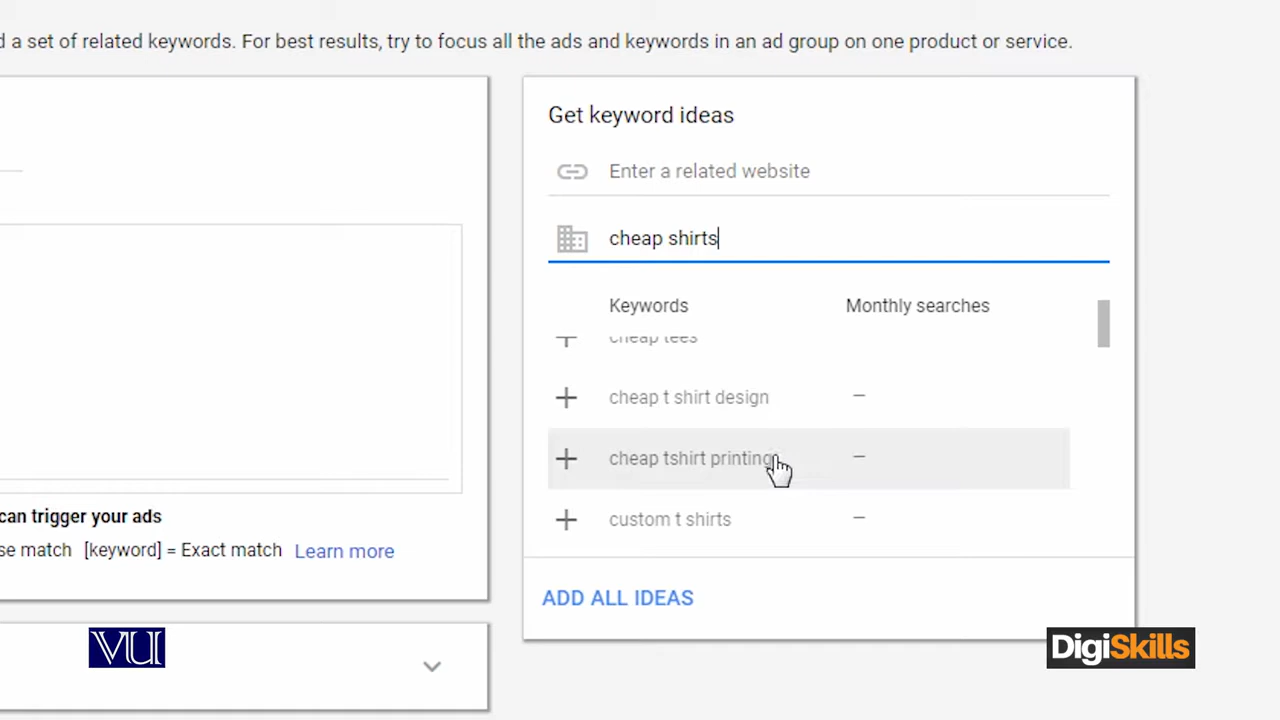 d a set of related keywords. For best results, try to focus all the ads and keywords in an ad group on one product or service.
Get keyword ideas
Enter a related website
cheap shirts
Keywords Monthly searches
cheap tees
cheap t shirt design –
cheap tshirt printing –
custom t shirts –
ADD ALL IDEAS
can trigger your ads
se match [keyword] = Exact match Learn more
VU
DigiSkills